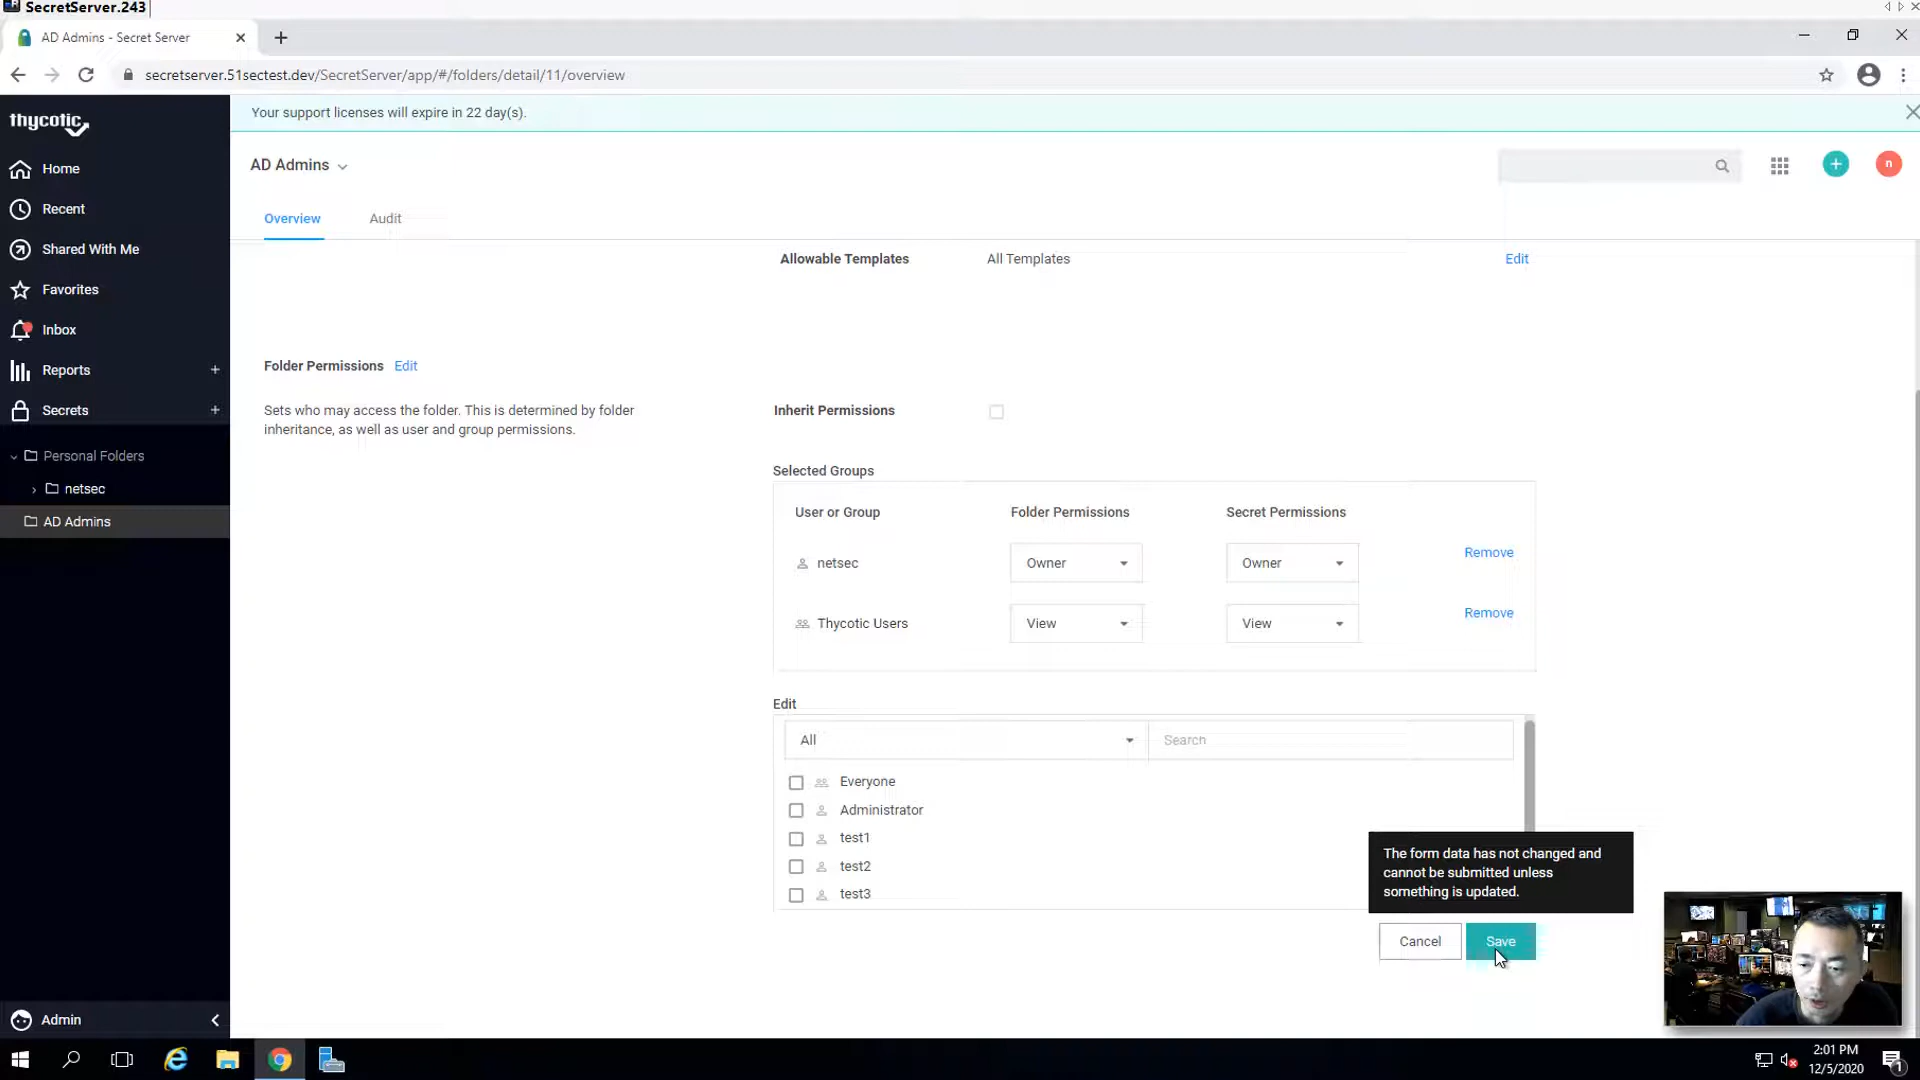 SecretServer.243
AD Admins - Secret Server
secretserver.51sectest.dev/SecretServer/app/#/folders/detail/11/overview
thycotic
Your support licenses will expire in 22 day(s).
Home
Recent
Shared With Me
Favorites
Inbox
Reports
Secrets
Personal Folders
netsec
AD Admins
Admin
AD Admins
n
Overview
Audit
Allowable Templates All Templates Edit
Folder Permissions Edit
Sets who may access the folder. This is determined by folder
inheritance, as well as user and group permissions.
Inherit Permissions
Selected Groups
User or Group Folder Permissions Secret Permissions
netsec Owner Owner Remove
Thycotic Users View View Remove
Edit
All Search
Everyone
Administrator
test1
test2
test3
The form data has not changed and
cannot be submitted unless
something is updated.
Cancel Save
2:01 PM
12/5/2020
1